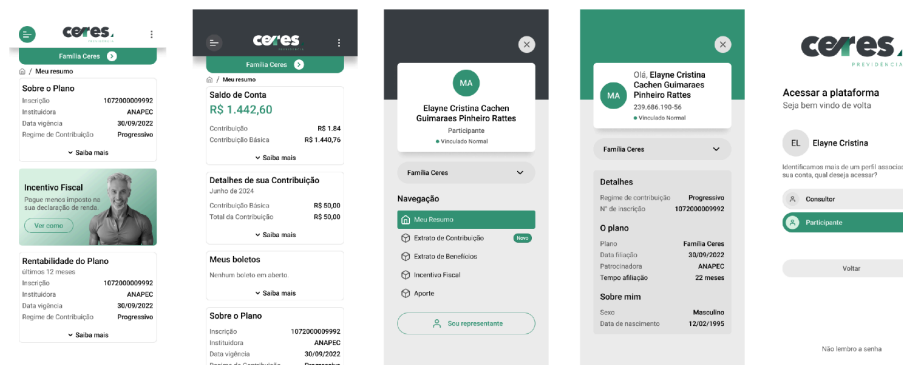 ceres
Família Ceres
/ Meu resumo
Sobre o Plano
Inscrição 1072000009992
Instituidora ANAPEC
Data vigência 30/09/2022
Regime de Contribuição Progressivo
Saiba mais
Incentivo Fiscal
Pague menos imposto na
sua declaração de renda.
Ver como
Rentabilidade do Plano
últimos 12 meses
Inscrição 1072000009992
Instituidora ANAPEC
Data vigência 30/09/2022
Regime de Contribuição Progressivo
Saiba mais
ceres
Família Ceres
/ Meu resumo
Saldo de Conta
R$ 1.442,60
Contribuição R$ 1.84
Contribuição Básica R$ 1.440,76
Saiba mais
Detalhes de sua Contribuição
Junho de 2024
Contribuição Básica R$ 50,00
Total da Contribuição R$ 50,00
Saiba mais
Meus boletos
Nenhum boleto em aberto
Saiba mais
Sobre o Plano
Inscrição 1072000009992
Instituidora ANAPEC
Data vigência 30/09/2022
Regime de Contribuição Progressivo
MA
Elayne Cristina Cachen
Guimaraes Pinheiro Rattes
Participante
Vinculado Normal
Família Ceres
Navegação
Meu Resumo
Extrato de Contribuição Novo
Extrato de Benefícios
Incentivo Fiscal
Aporte
Sou representante
MA
Olá, Elayne Cristina
Cachen Guimaraes
Pinheiro Rattes
239.686.190-56
Vinculado Normal
Família Ceres
Detalhes
Regime de contribuição Progressivo
N° de inscrição 1072000009992
O plano
Plano Família Ceres
Data filiação 30/09/2022
Patrocinadora ANAPEC
Tempo afiliação 22 meses
Sobre mim
Sexo Masculino
Data de nascimento 12/02/1995
ceres
PREVIDÊNCIA
Acessar a plataforma
Seja bem vindo de volta
EL Elayne Cristina
Identificamos mais de um perfil associad
sua conta, qual deseja acessar?
Consultor
Participante
Voltar
Não lembro a senha